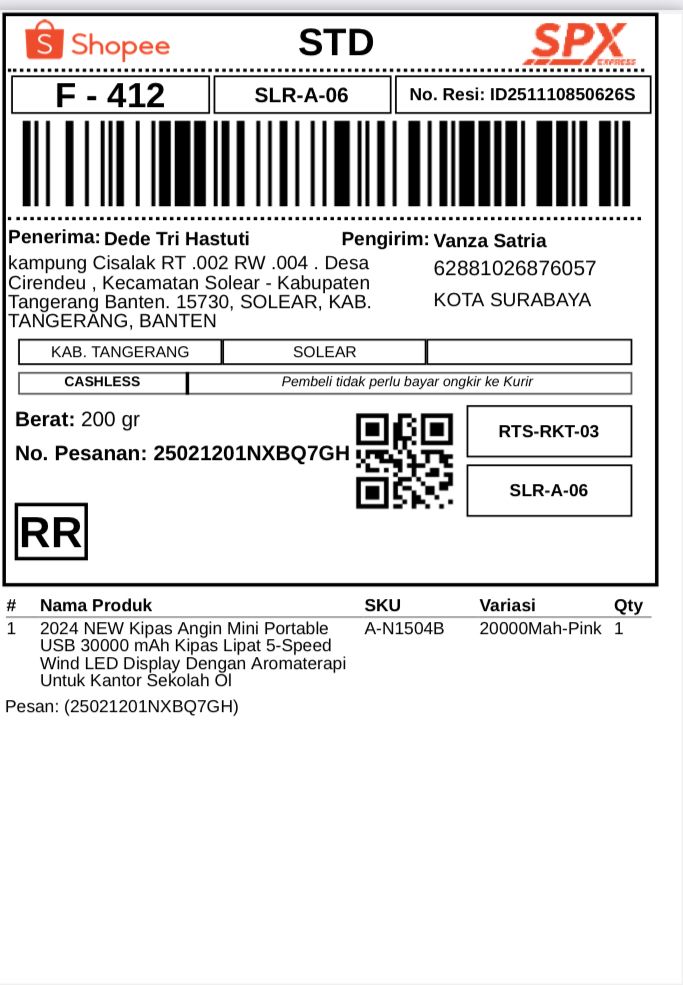 Shopee
STD
SPX
EXPRESS
F - 412
SLR-A-06
No. Resi: ID251110850626S
Penerima: Dede Tri Hastuti
kampung Cisalak RT .002 RW .004 . Desa
Cirendeu , Kecamatan Solear - Kabupaten
Tangerang Banten. 15730, SOLEAR, KAB.
TANGERANG, BANTEN
Pengirim: Vanza Satria
62881026876057
KOTA SURABAYA
KAB. TANGERANG
SOLEAR
CASHLESS
Pembeli tidak perlu bayar ongkir ke Kurir
Berat: 200 gr
No. Pesanan: 25021201NXBQ7GH
RTS-RKT-03
SLR-A-06
RR
# Nama Produk SKU Variasi Qty
1 2024 NEW Kipas Angin Mini Portable A-N1504B 20000Mah-Pink 1
USB 30000 mAh Kipas Lipat 5-Speed
Wind LED Display Dengan Aromaterapi
Untuk Kantor Sekolah Ol
Pesan: (25021201NXBQ7GH)